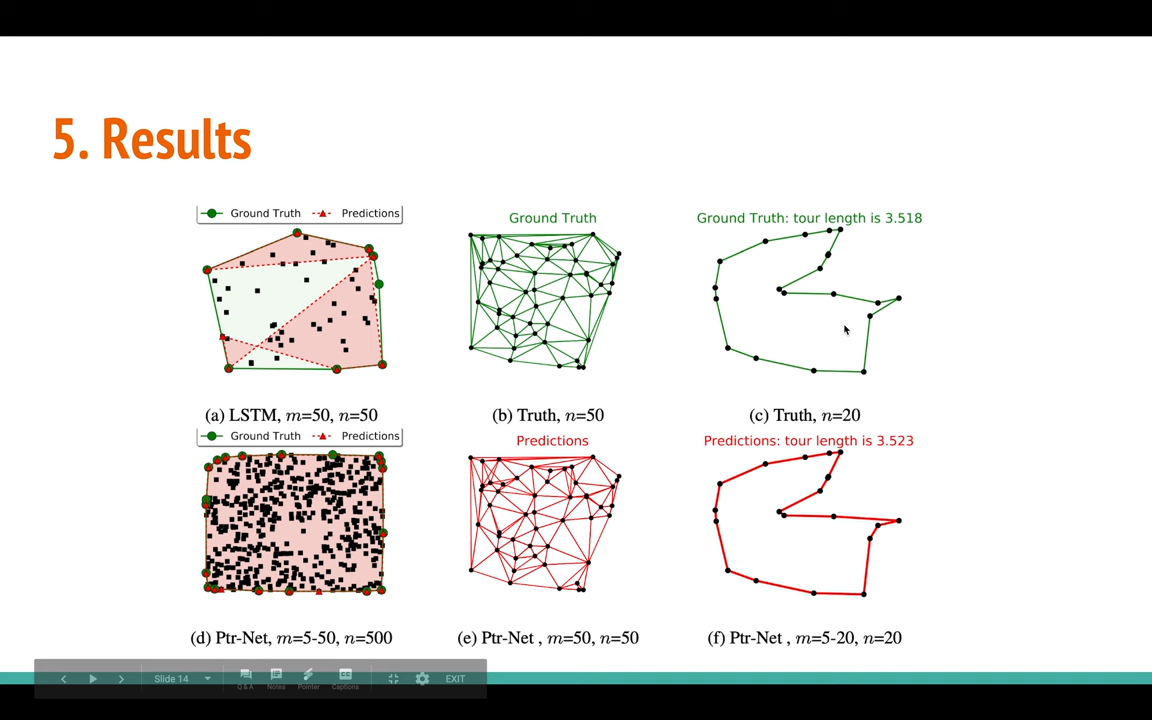 5. Results
Ground Truth Predictions
Ground Truth
Ground Truth: tour length is 3.518
(a) LSTM, m=50, n=50
(b) Truth, n=50
(c) Truth, n=20
Ground Truth Predictions
Predictions
Predictions: tour length is 3.523
(d) Ptr-Net, m=5-50, n=500
(e) Ptr-Net , m=50, n=50
(f) Ptr-Net , m=5-20, n=20
Slide 14
Q & A
Notes
Pointer
Captions
EXIT